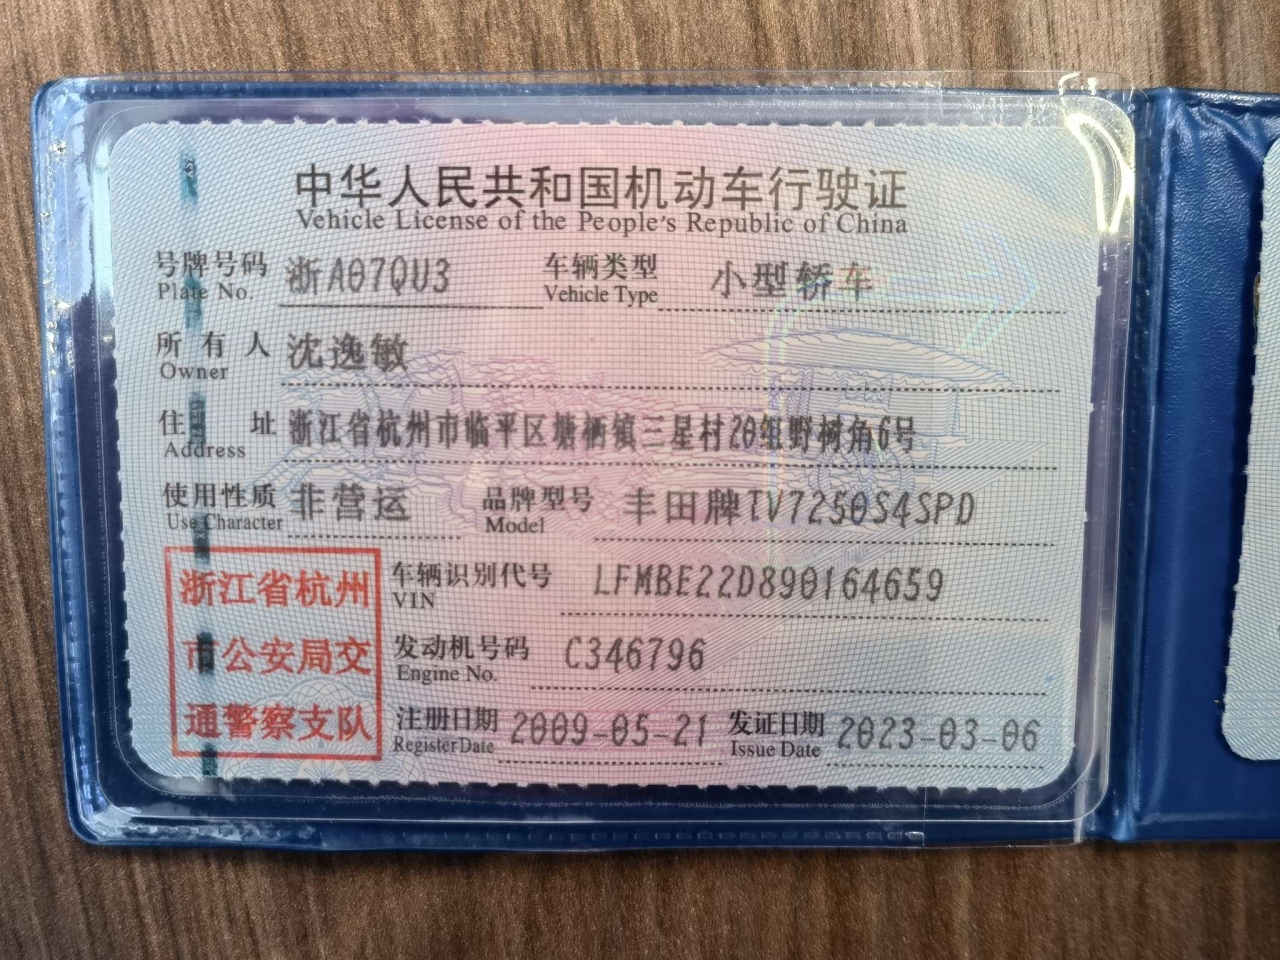 中华人民共和国机动车行驶证
Vehicle License of the People's Republic of China
号牌号码 浙A07QU3 车辆类型 小型轿车
Plate No. Vehicle Type
所有人 沈逸敏
Owner
住址 浙江省杭州市临平区塘栖镇三星村20组野树角6号
Address
使用性质 非营运 品牌型号 丰田牌TV7250S4SPD
Use Character Model
浙江省杭州
市公安局交
通警察支队
车辆识别代号 LFMBE22D890164659
VIN
发动机号码 C346796
Engine No.
注册日期 2009-05-21 发证日期 2023-03-06
Register Date Issue Date